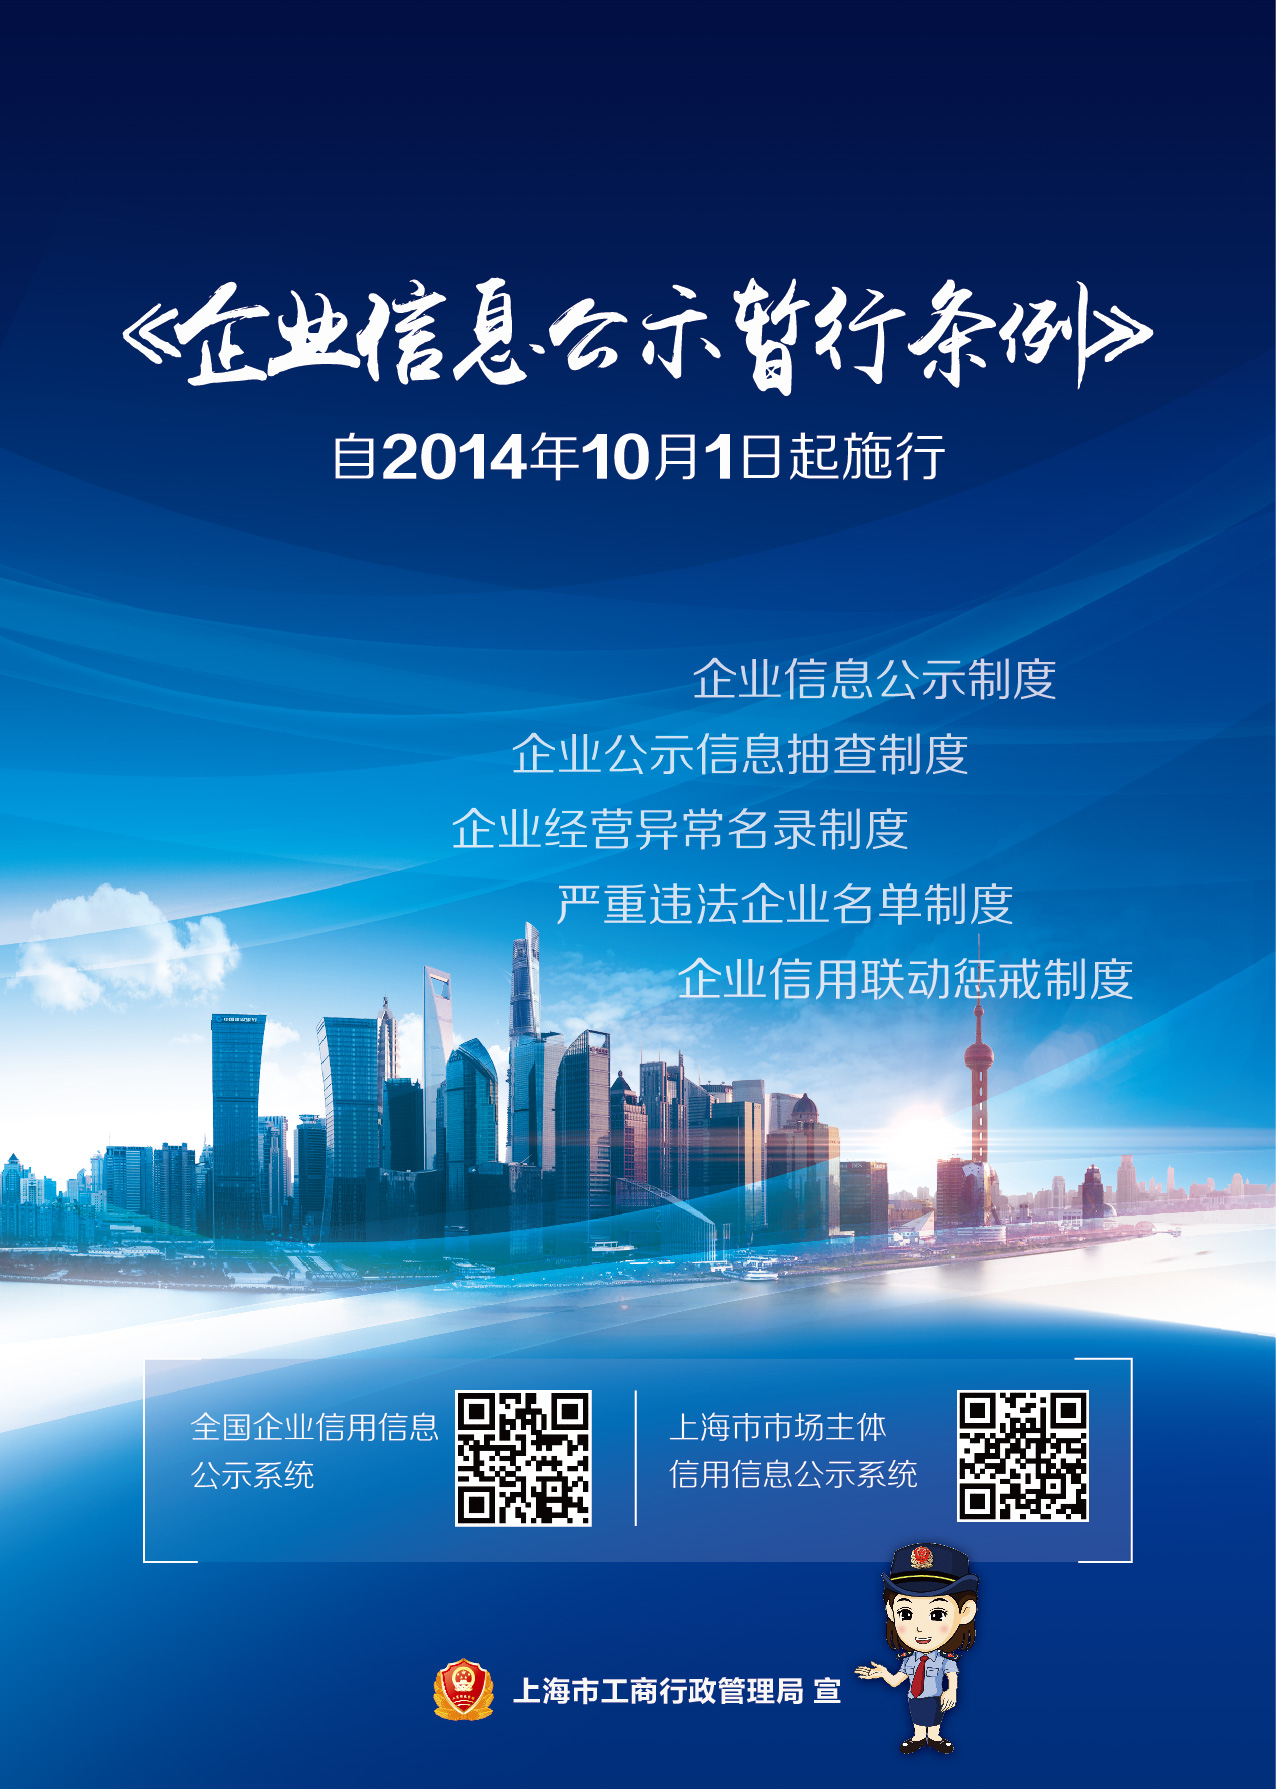 《企业信息公示暂行条例》
自2014年10月1日起施行
企业信息公示制度
企业公示信息抽查制度
企业经营异常名录制度
严重违法企业名单制度
企业信用联动惩戒制度
全国企业信用信息
公示系统
上海市市场主体
信用信息公示系统
上海市工商行政管理局 宣